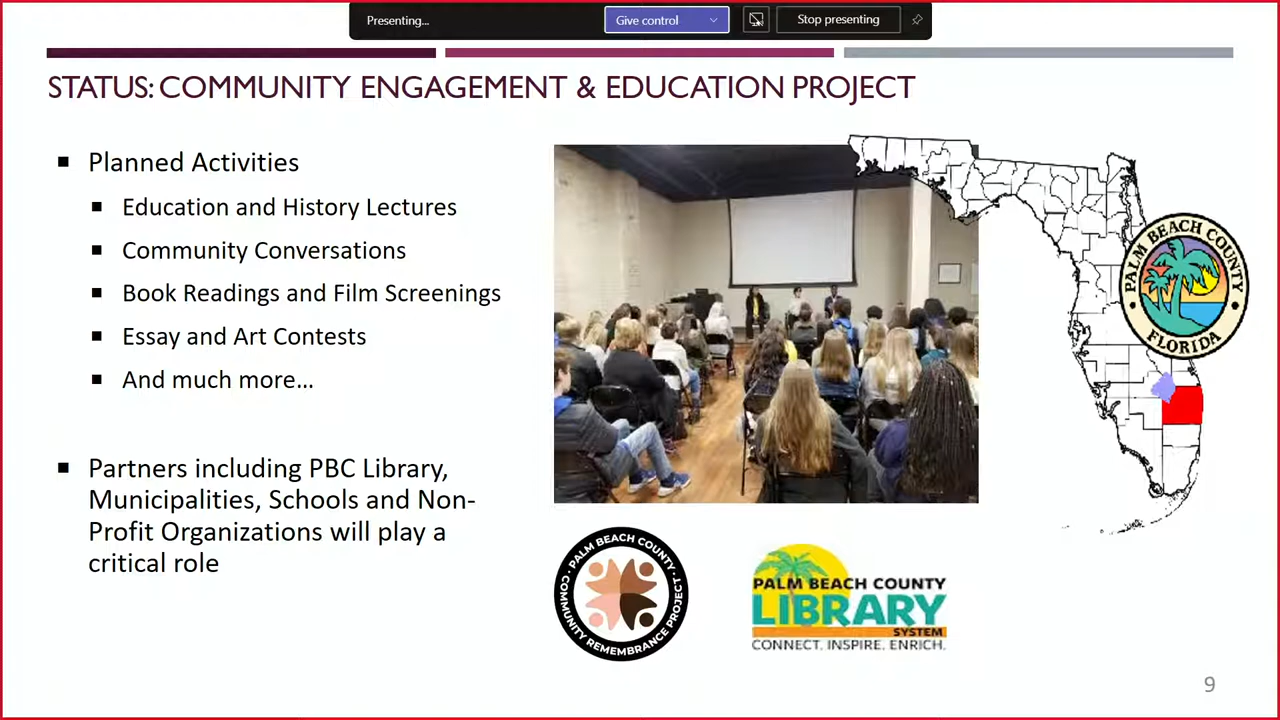 Presenting...
Give control
Stop presenting
STATUS: COMMUNITY ENGAGEMENT & EDUCATION PROJECT
Planned Activities
Education and History Lectures
Community Conversations
Book Readings and Film Screenings
Essay and Art Contests
And much more…
Partners including PBC Library,
Municipalities, Schools and Non-
Profit Organizations will play a
critical role
PALM BEACH COUNTY
FLORIDA
PALM BEACH COUNTY
COMMUNITY REMEMBRANCE PROJECT
PALM BEACH COUNTY
LIBRARY
SYSTEM
CONNECT. INSPIRE. ENRICH.
9